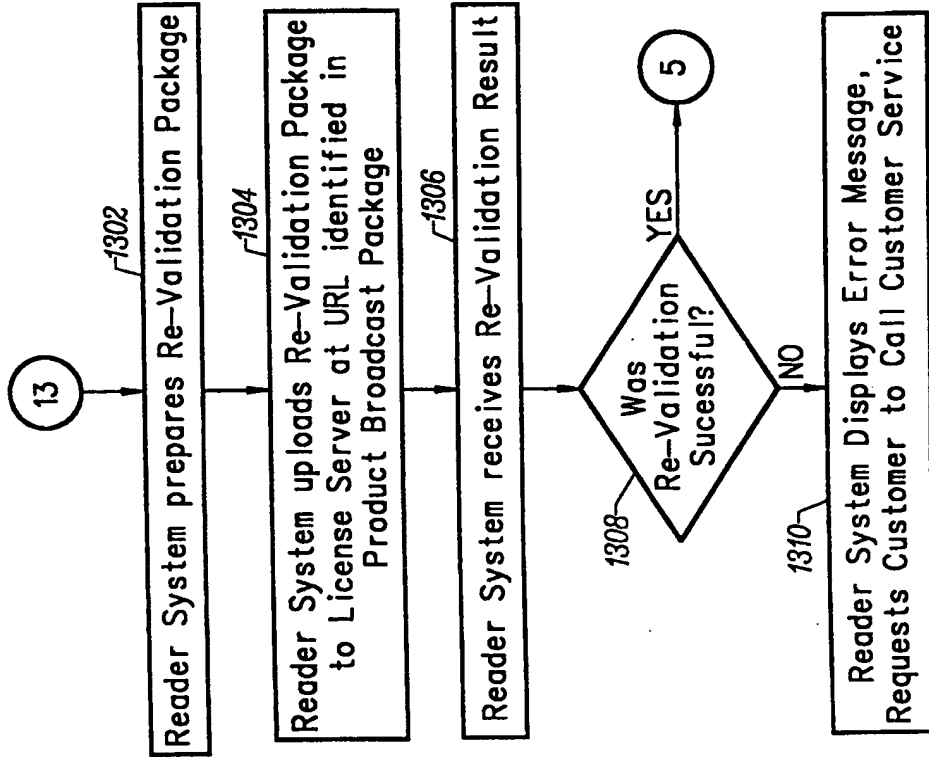 13
1302
Reader System prepares Re-Validation Package
1304
Reader System uploads Re-Validation Package
to License Server at URL identified in
Product Broadcast Package
1306
Reader System receives Re-Validation Result
1308
Was
Re-Validation
Sucessful?
YES
5
NO
1310
Reader System Displays Error Message,
Requests Customer to Call Customer Service